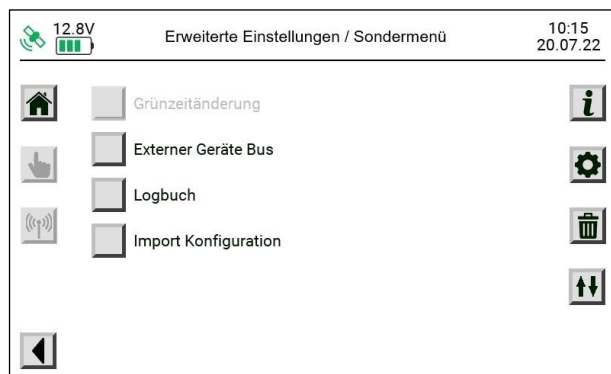 12.8V
Erweiterte Einstellungen / Sondermenü
10:15
20.07.22
Grünzeitänderung
Externer Geräte Bus
Logbuch
Import Konfiguration